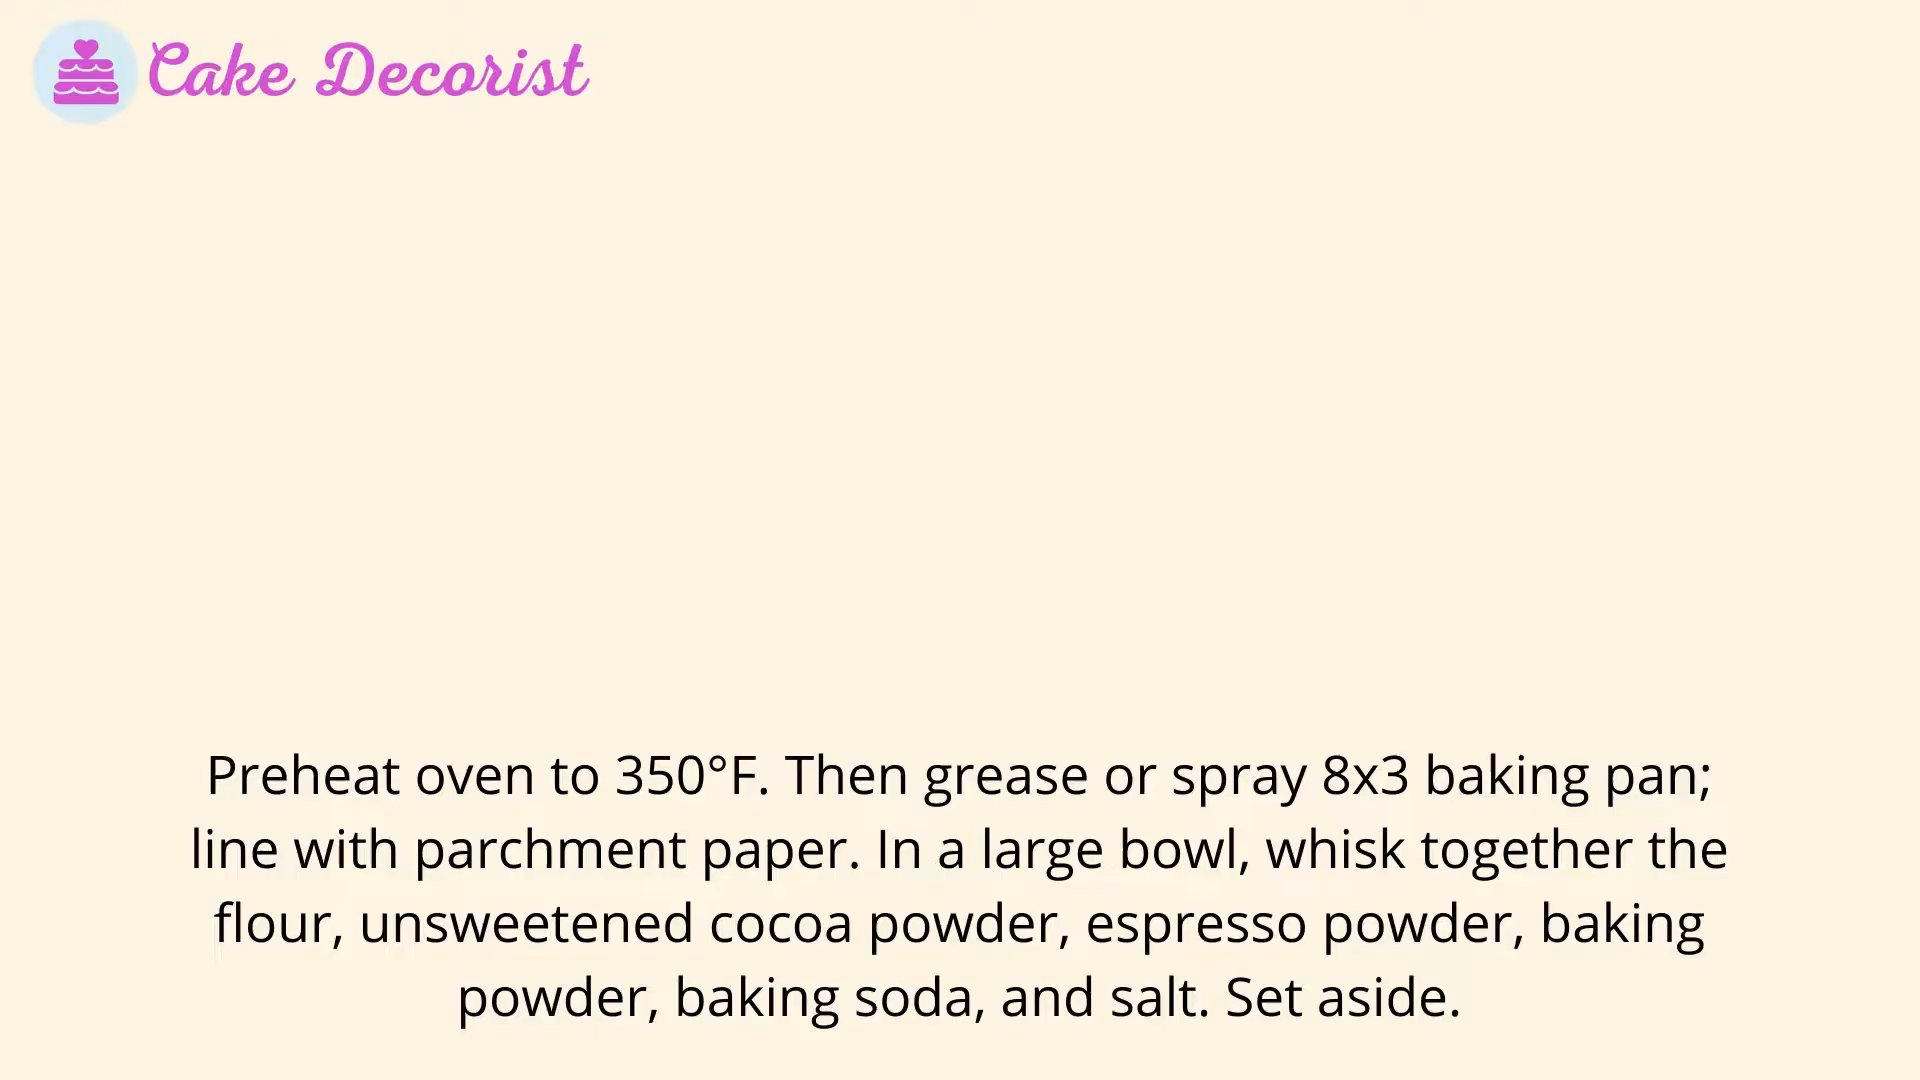 Cake Decorist
Preheat oven to 350°F. Then grease or spray 8x3 baking pan;
line with parchment paper. In a large bowl, whisk together the
flour, unsweetened cocoa powder, espresso powder, baking
powder, baking soda, and salt. Set aside.